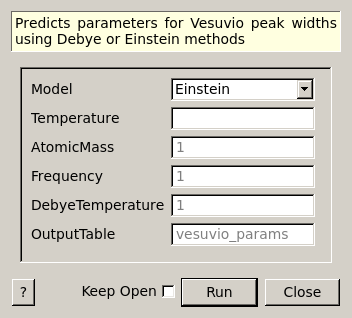 Predicts parameters for Vesuvio peak widths
using Debye or Einstein methods
Model Einstein
Temperature
AtomicMass 1
Frequency 1
DebyeTemperature 1
OutputTable vesuvio_params
? Keep Open Run Close